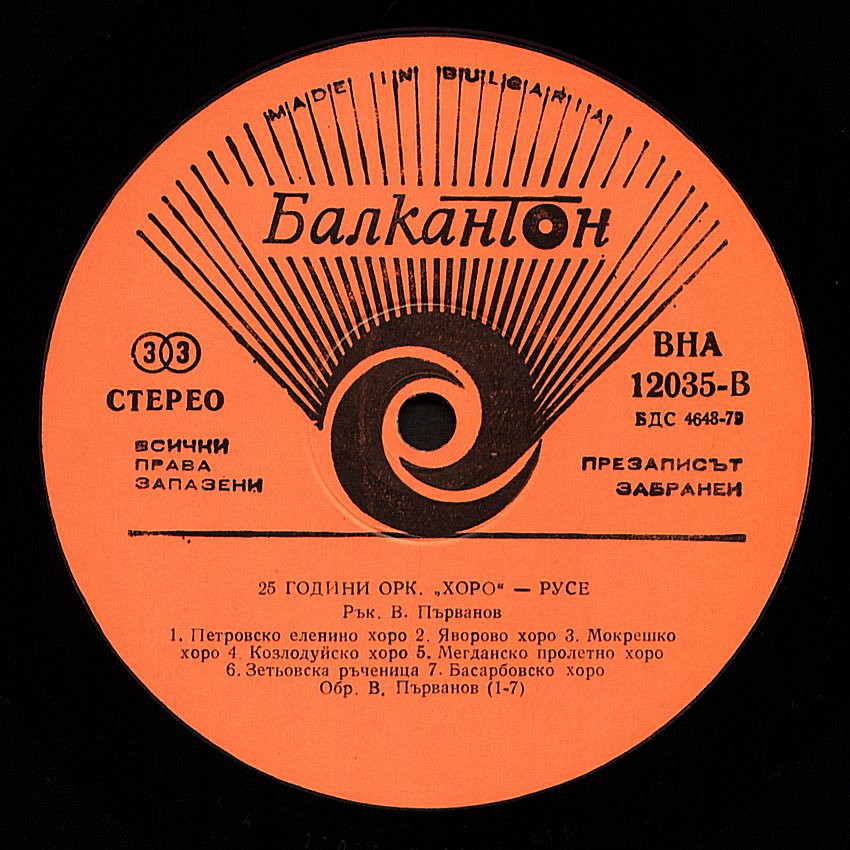 MADE IN BULGARIA
Балкантон
33
СТЕРЕО
ВСИЧКИ
ПРАВА
ЗАПАЗЕНИ
ВНА
12035-В
БДС 4648-79
ПРЕЗАПИСЪТ
ЗАБРАНЕН
25 ГОДИНИ ОРК. „ХОРО“ — РУСЕ
Рък. В. Първанов
1. Петровско еленино хоро 2. Яворово хоро 3. Мокрешко
хоро 4. Козлодуйско хоро 5. Мегданско пролетно хоро
6. Зетьовска ръченица 7. Басарбовско хоро
Обр. В. Първанов (1-7)